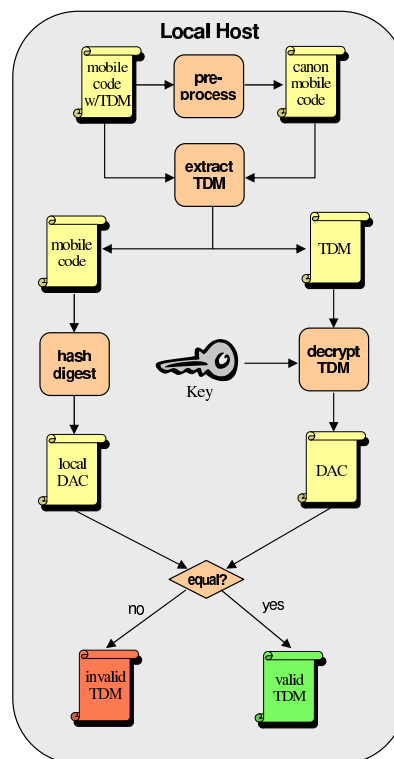 Local Host
mobile
code
w/TDM
pre-
process
canon
mobile
code
extract
TDM
mobile
code
TDM
hash
digest
Key
decrypt
TDM
local
DAC
DAC
equal?
no
yes
invalid
TDM
valid
TDM